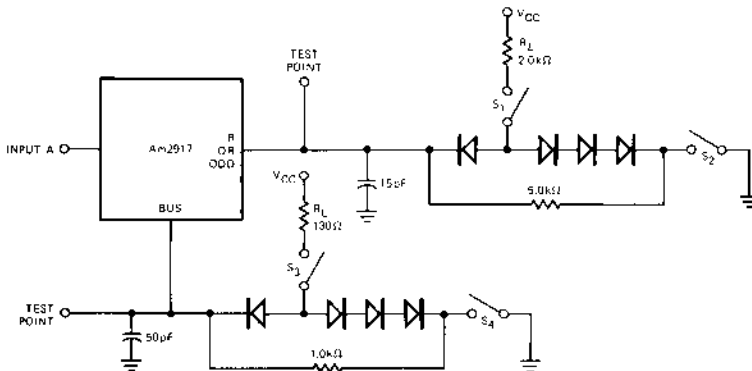 VCC
RL
2.0kΩ
TEST
POINT
S1
INPUT A
Am2917
R
OR
ODD
BUS
S2
15pF
VCC
5.0kΩ
RL
130Ω
S3
TEST
POINT
50pF
S4
1.0kΩ